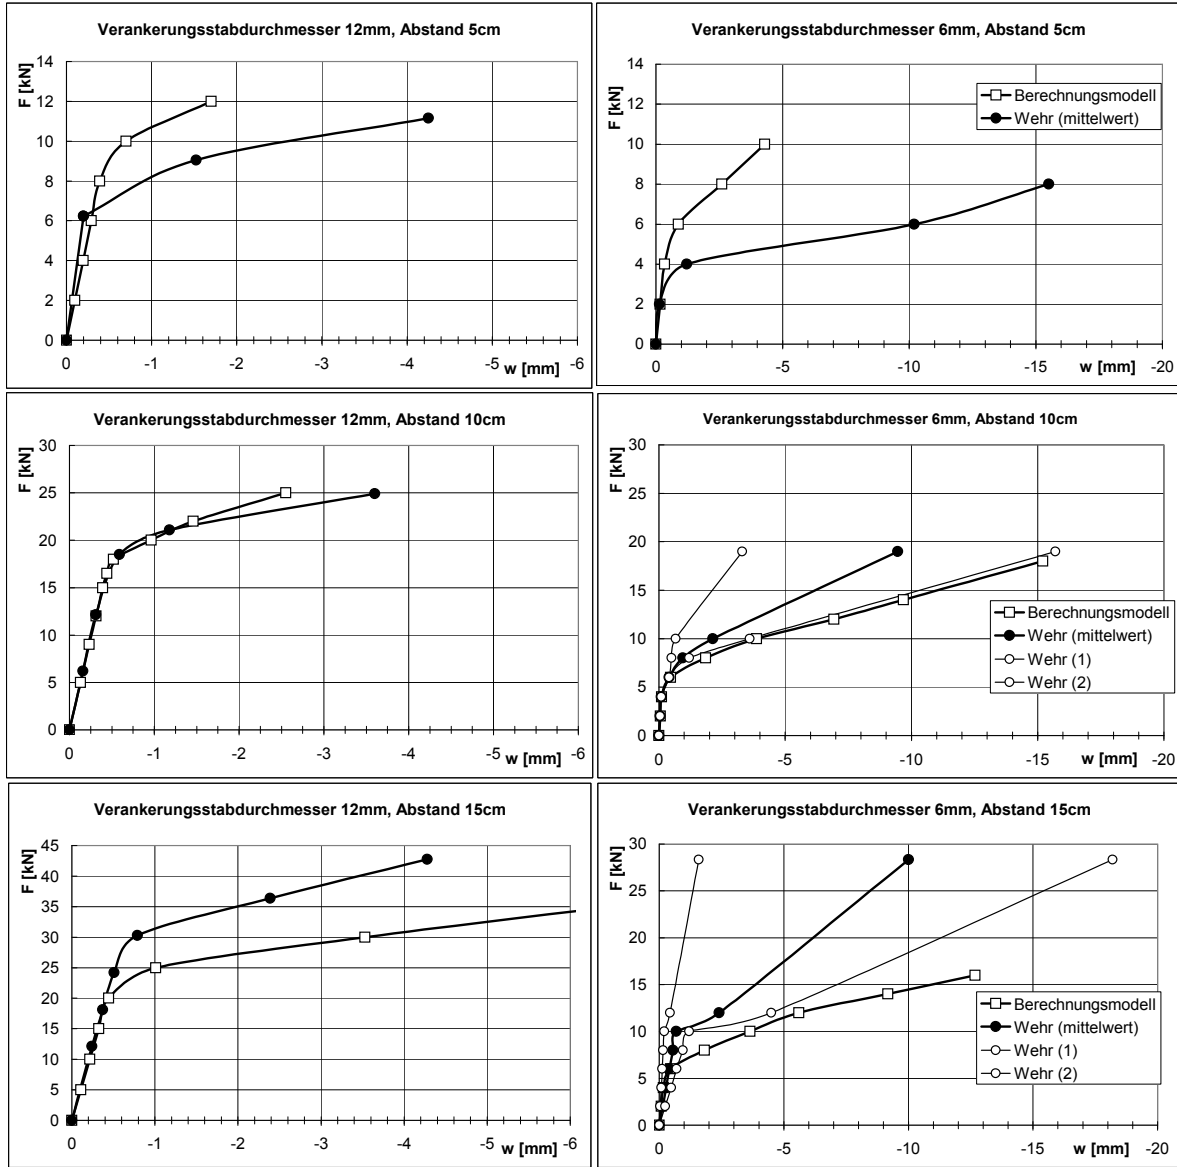 Verankerungsstabdurchmesser 12mm, Abstand 5cm
F [kN]
14
12
10
8
6
4
2
0
0 -1 -2 -3 -4 -5 -6
w [mm]
Verankerungsstabdurchmesser 6mm, Abstand 5cm
F [kN]
14
12
10
8
6
4
2
0
Berechnungsmodell
Wehr (mittelwert)
0 -5 -10 -15 -20
w [mm]
Verankerungsstabdurchmesser 12mm, Abstand 10cm
F [kN]
30
25
20
15
10
5
0
0 -1 -2 -3 -4 -5 -6
w [mm]
Verankerungsstabdurchmesser 6mm, Abstand 10cm
F [kN]
30
25
20
15
10
5
0
Berechnungsmodell
Wehr (mittelwert)
Wehr (1)
Wehr (2)
0 -5 -10 -15 -20
w [mm]
Verankerungsstabdurchmesser 12mm, Abstand 15cm
F [kN]
45
40
35
30
25
20
15
10
5
0
0 -1 -2 -3 -4 -5 -6
w [mm]
Verankerungsstabdurchmesser 6mm, Abstand 15cm
F [kN]
30
25
20
15
10
5
0
Berechnungsmodell
Wehr (mittelwert)
Wehr (1)
Wehr (2)
0 -5 -10 -15 -20
w [mm]